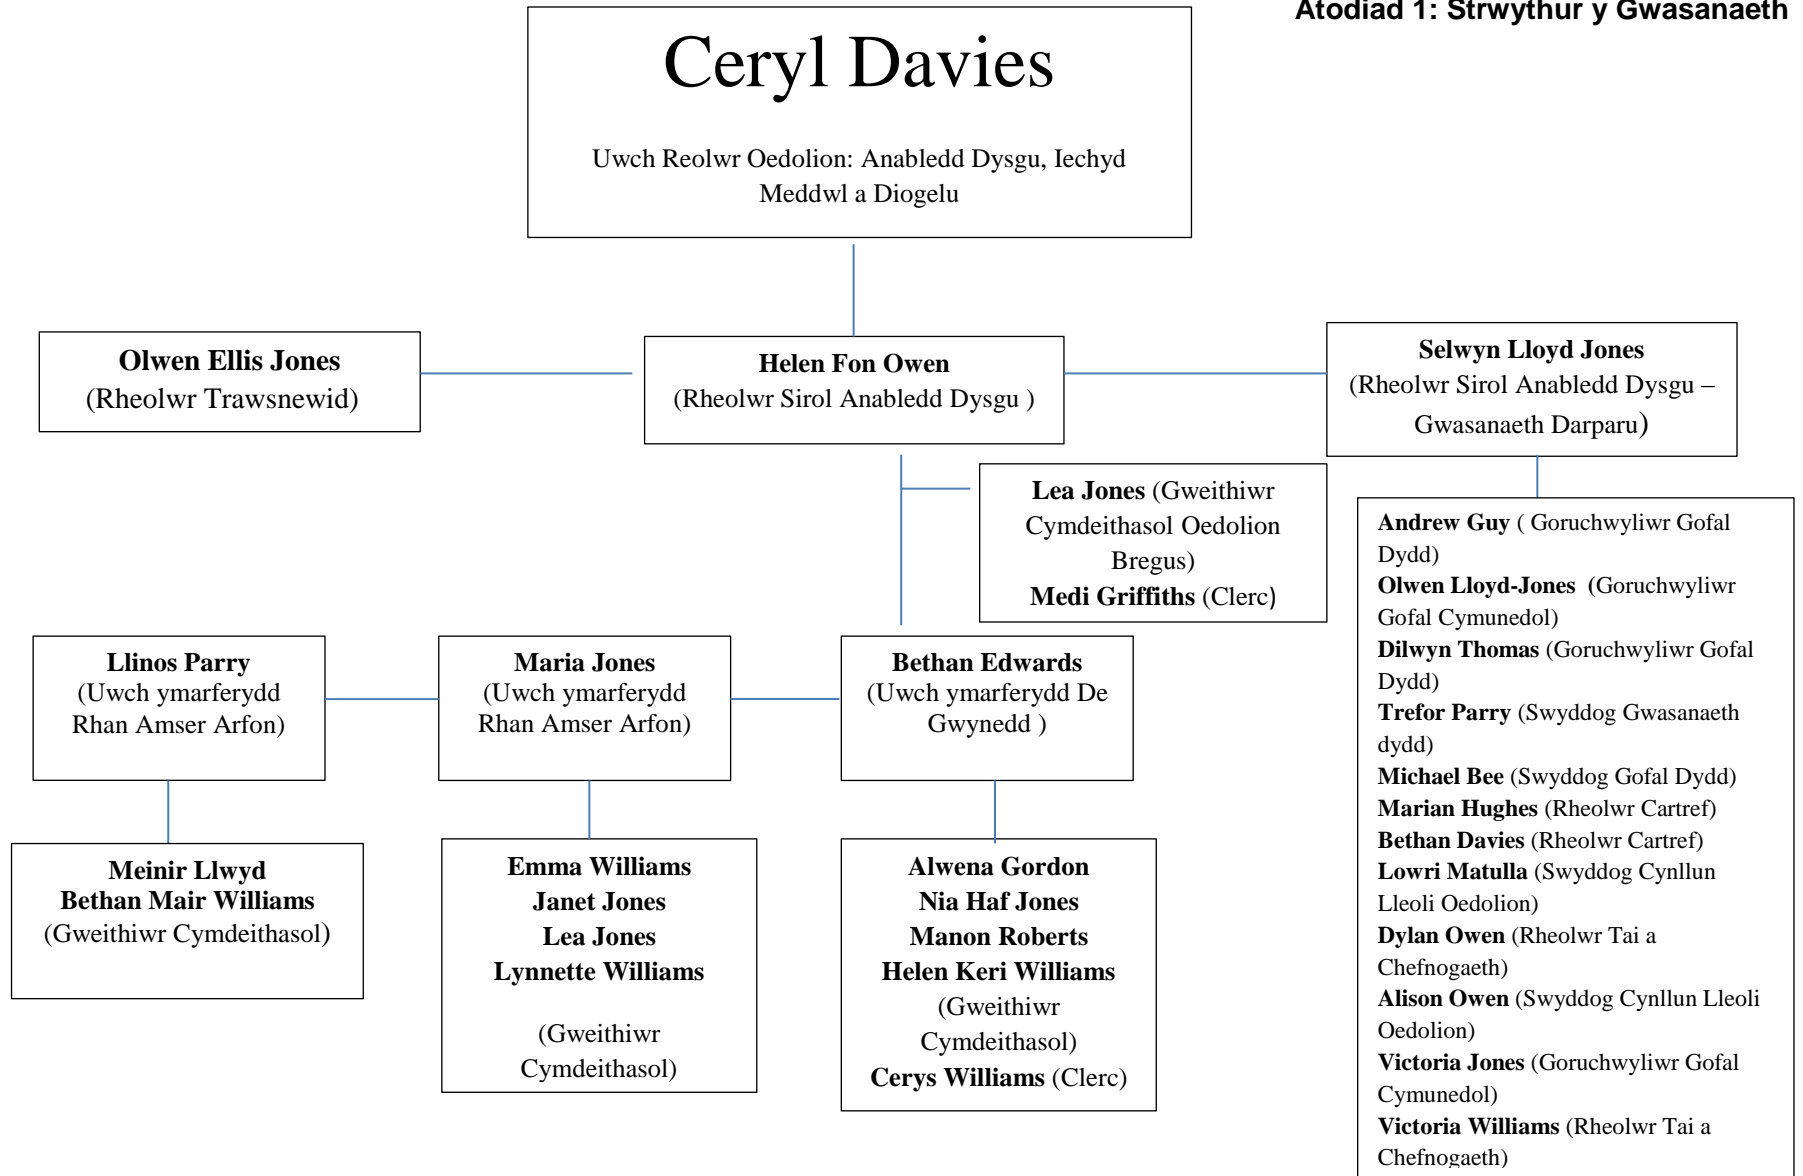 Atodiad 1: Strwythur y Gwasanaeth
Ceryl Davies
Uwch Reolwr Oedolion: Anabledd Dysgu, Iechyd
Meddwl a Diogelu
Olwen Ellis Jones
(Rheolwr Trawsnewid)
Helen Fon Owen
(Rheolwr Sirol Anabledd Dysgu )
Selwyn Lloyd Jones
(Rheolwr Sirol Anabledd Dysgu –
Gwasanaeth Darparu)
Lea Jones (Gweithiwr
Cymdeithasol Oedolion
Bregus)
Medi Griffiths (Clerc)
Llinos Parry
(Uwch ymarferydd
Rhan Amser Arfon)
Maria Jones
(Uwch ymarferydd
Rhan Amser Arfon)
Bethan Edwards
(Uwch ymarferydd De
Gwynedd )
Meinir Llwyd
Bethan Mair Williams
(Gweithiwr Cymdeithasol)
Emma Williams
Janet Jones
Lea Jones
Lynnette Williams
(Gweithiwr
Cymdeithasol)
Alwena Gordon
Nia Haf Jones
Manon Roberts
Helen Keri Williams
(Gweithiwr
Cymdeithasol)
Cerys Williams (Clerc)
Andrew Guy ( Goruchwyliwr Gofal
Dydd)
Olwen Lloyd-Jones (Goruchwyliwr
Gofal Cymunedol)
Dilwyn Thomas (Goruchwyliwr Gofal
Dydd)
Trefor Parry (Swyddog Gwasanaeth
dydd)
Michael Bee (Swyddog Gofal Dydd)
Marian Hughes (Rheolwr Cartref)
Bethan Davies (Rheolwr Cartref)
Lowri Matulla (Swyddog Cynllun
Lleoli Oedolion)
Dylan Owen (Rheolwr Tai a
Chefnogaeth)
Alison Owen (Swyddog Cynllun Lleoli
Oedolion)
Victoria Jones (Goruchwyliwr Gofal
Cymunedol)
Victoria Williams (Rheolwr Tai a
Chefnogaeth)